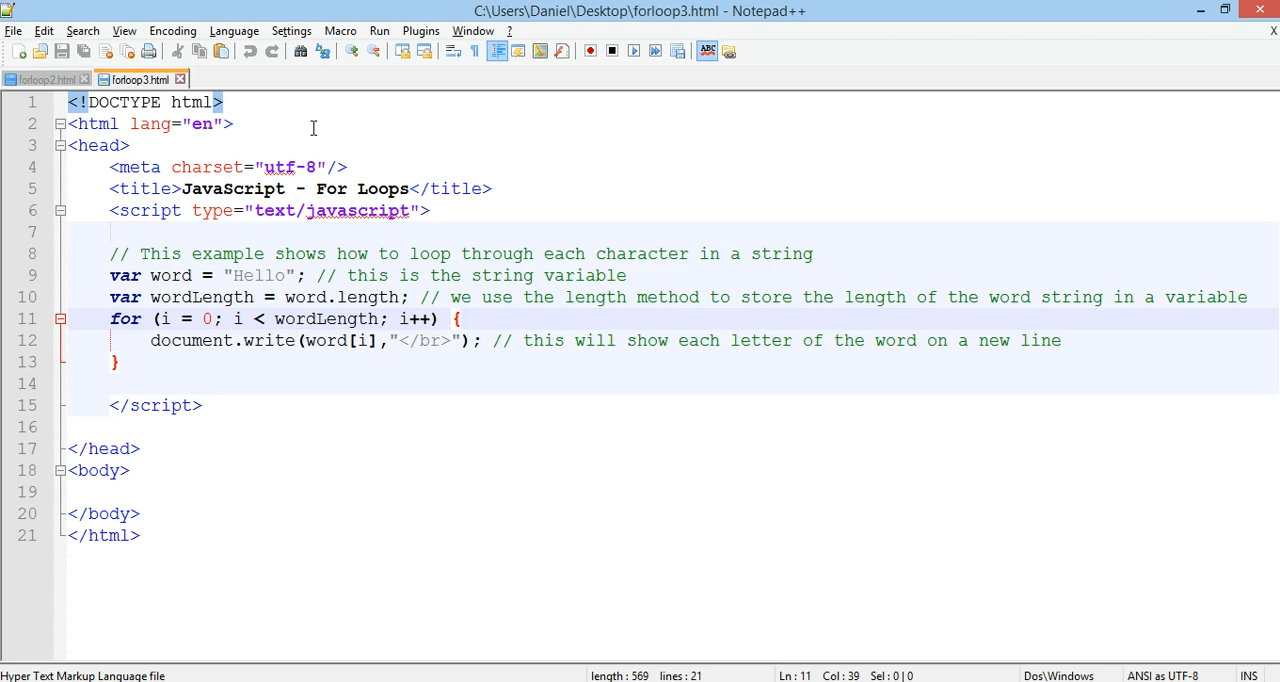 C:\Users\Daniel\Desktop\forloop3.html - Notepad++
File Edit Search View Encoding Language Settings Macro Run Plugins Window ? X
ABC
forloop2.html forloop3.html
1 <!DOCTYPE html>
2 <html lang="en">
3 <head>
4 <meta charset="utf-8"/>
5 <title>JavaScript - For Loops</title>
6 <script type="text/javascript">
7
8 // This example shows how to loop through each character in a string
9 var word = "Hello"; // this is the string variable
10 var wordLength = word.length; // we use the length method to store the length of the word string in a variable
11 for (i = 0; i < wordLength; i++) {
12 document.write(word[i],"</br>"); // this will show each letter of the word on a new line
13 }
14
15 </script>
16
17 </head>
18 <body>
19
20 </body>
21 </html>
Hyper Text Markup Language file length : 569 lines : 21 Ln : 11 Col : 39 Sel : 0 | 0 Dos\Windows ANSI as UTF-8 INS